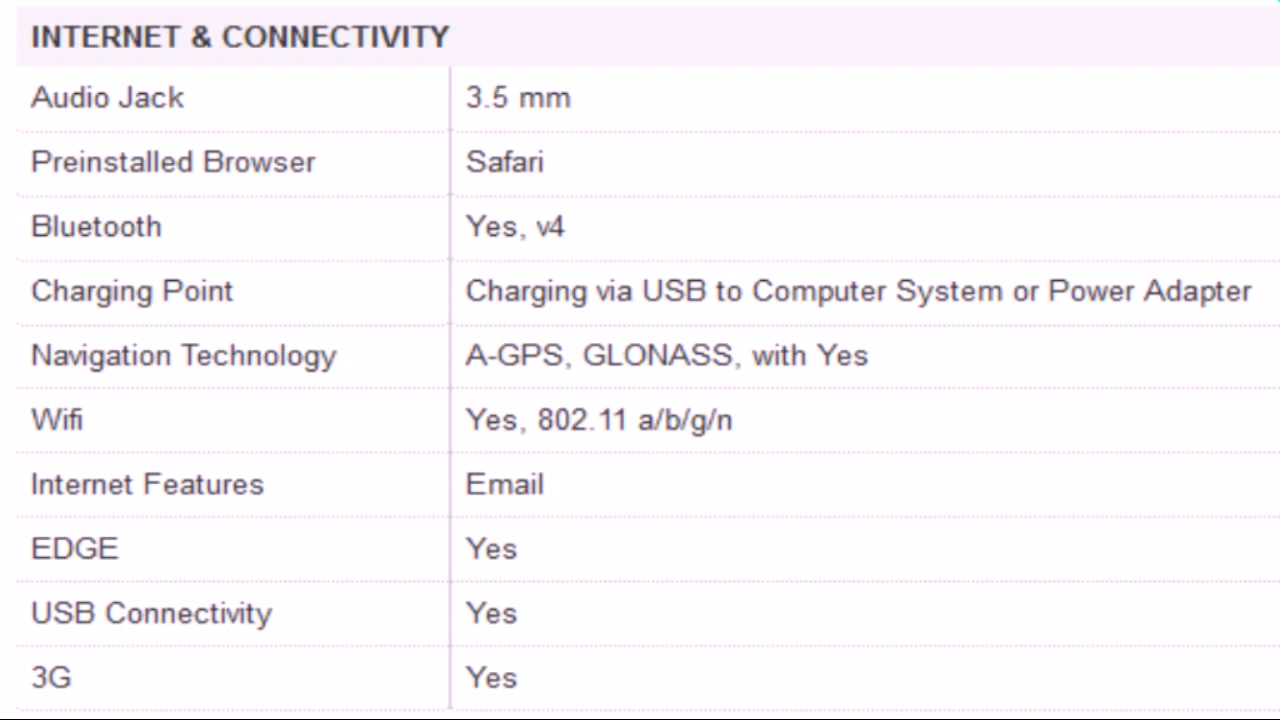 INTERNET & CONNECTIVITY
Audio Jack 3.5 mm
Preinstalled Browser Safari
Bluetooth Yes, v4
Charging Point Charging via USB to Computer System or Power Adapter
Navigation Technology A-GPS, GLONASS, with Yes
Wifi Yes, 802.11 a/b/g/n
Internet Features Email
EDGE Yes
USB Connectivity Yes
3G Yes